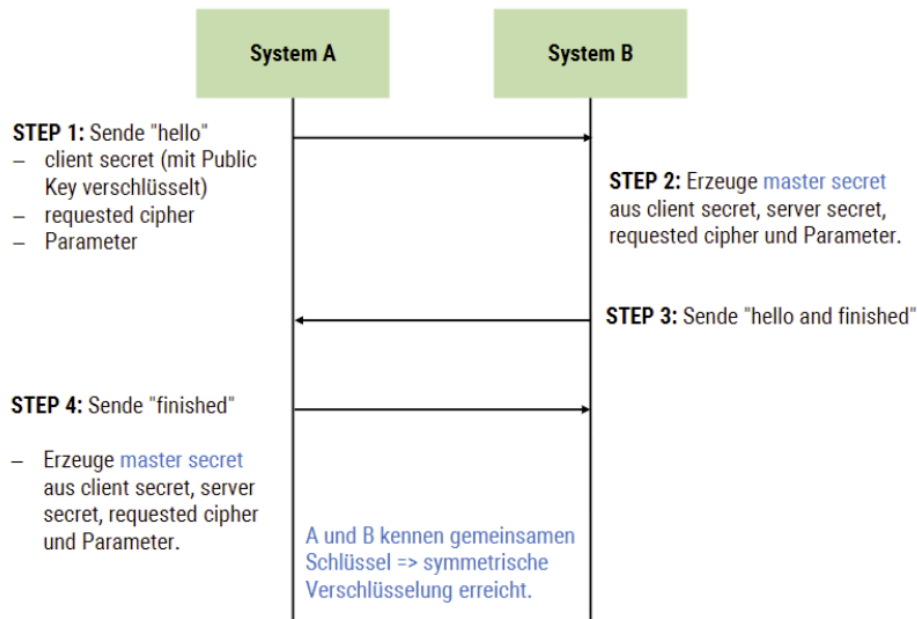 System A
System B
STEP 1: Sende "hello"
– client secret (mit Public
Key verschlüsselt)
– requested cipher
– Parameter
STEP 2: Erzeuge master secret
aus client secret, server secret,
requested cipher und Parameter.
STEP 3: Sende "hello and finished"
STEP 4: Sende "finished"
– Erzeuge master secret
aus client secret, server
secret, requested cipher
und Parameter.
A und B kennen gemeinsamen
Schlüssel => symmetrische
Verschlüsselung erreicht.